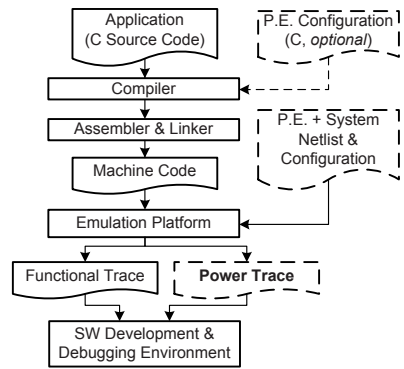 Application
(C Source Code)
P.E. Configuration
(C, optional)
Compiler
Assembler & Linker
P.E. + System
Netlist &
Configuration
Machine Code
Emulation Platform
Functional Trace
Power Trace
SW Development &
Debugging Environment